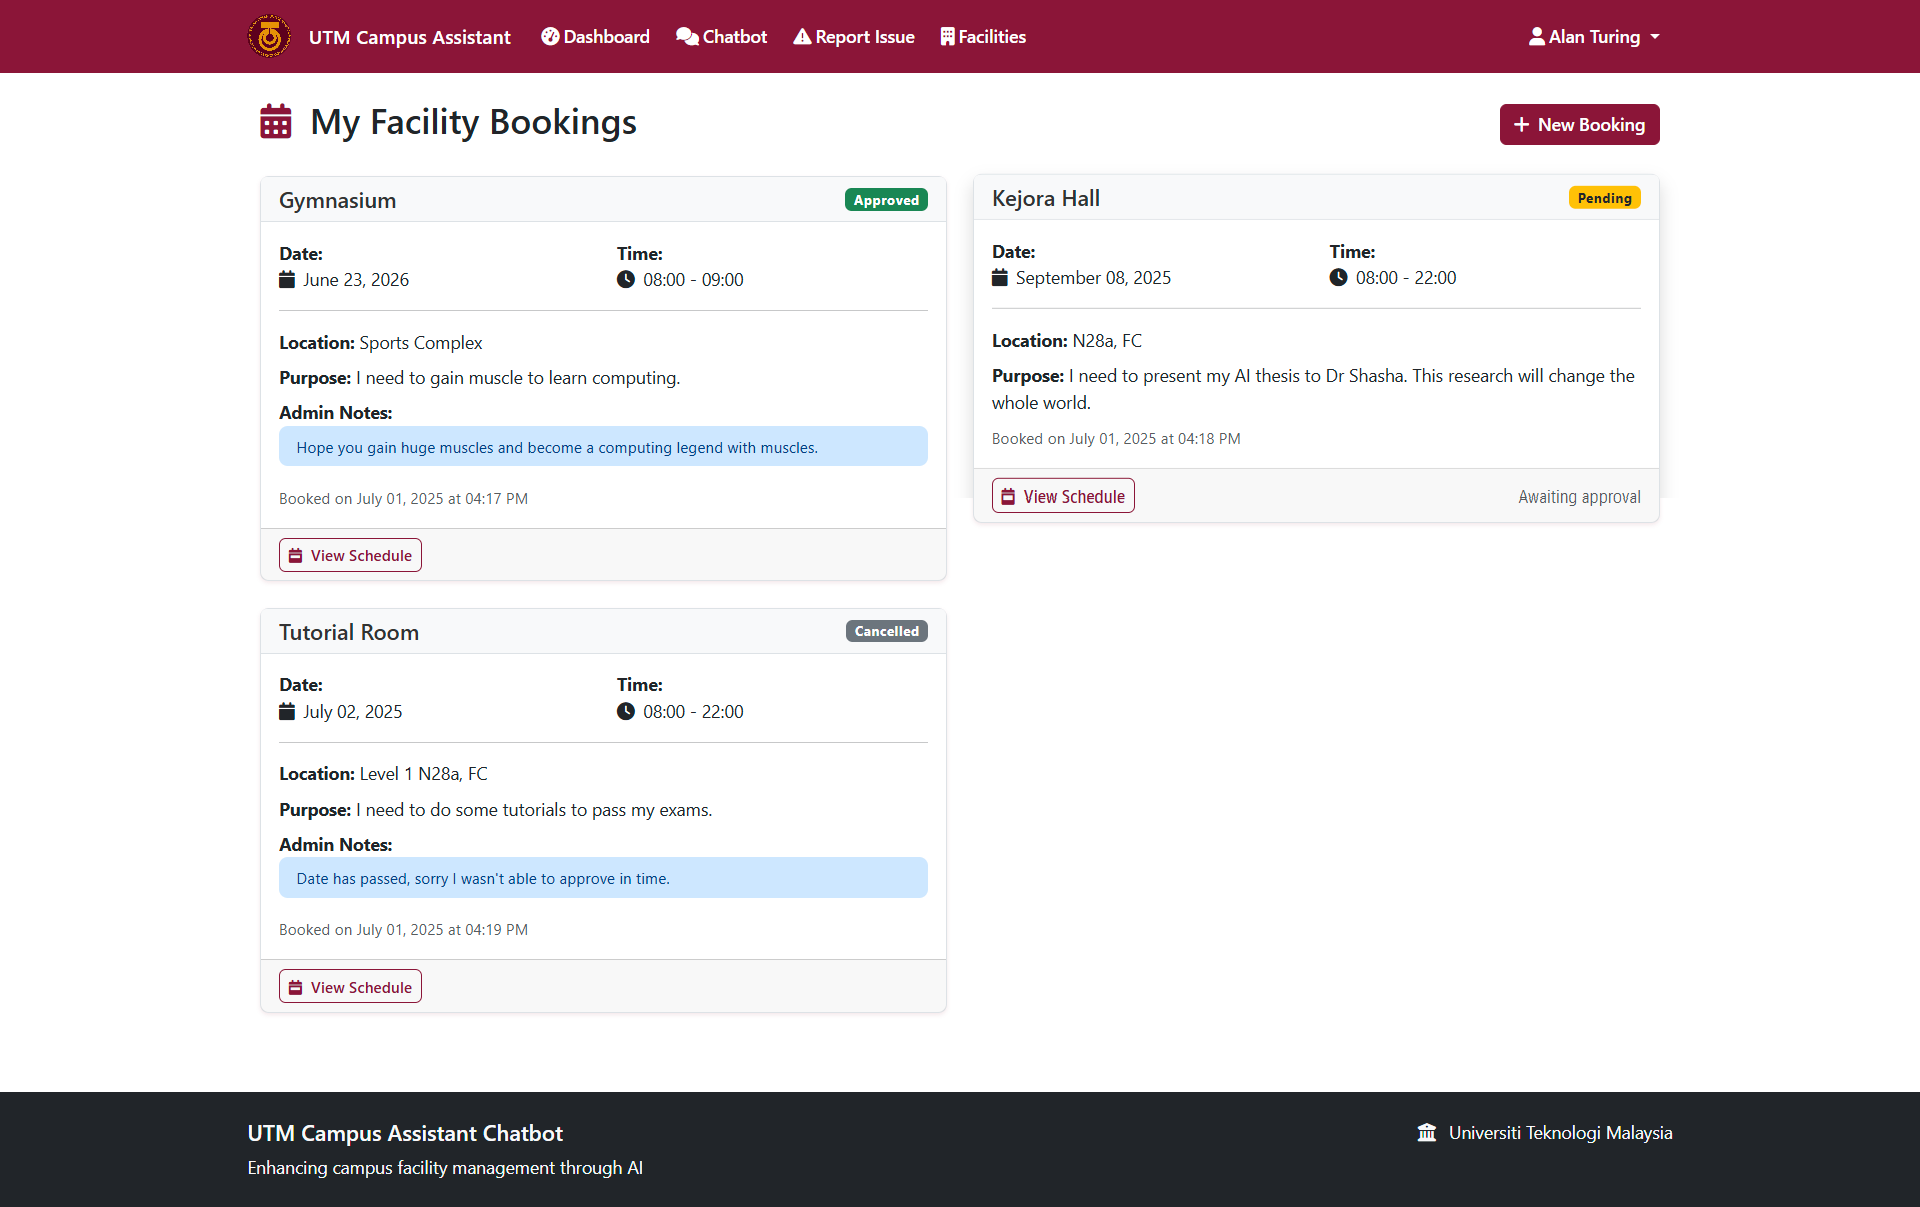 UTM Campus Assistant
Dashboard
Chatbot
Report Issue
Facilities
Alan Turing
My Facility Bookings
+ New Booking
Gymnasium
Approved
Date:
June 23, 2026
Time:
08:00 - 09:00
Location: Sports Complex
Purpose: I need to gain muscle to learn computing.
Admin Notes:
Hope you gain huge muscles and become a computing legend with muscles.
Booked on July 01, 2025 at 04:17 PM
View Schedule
Kejora Hall
Pending
Date:
September 08, 2025
Time:
08:00 - 22:00
Location: N28a, FC
Purpose: I need to present my AI thesis to Dr Shasha. This research will change the
whole world.
Booked on July 01, 2025 at 04:18 PM
View Schedule
Awaiting approval
Tutorial Room
Cancelled
Date:
July 02, 2025
Time:
08:00 - 22:00
Location: Level 1 N28a, FC
Purpose: I need to do some tutorials to pass my exams.
Admin Notes:
Date has passed, sorry I wasn't able to approve in time.
Booked on July 01, 2025 at 04:19 PM
View Schedule
UTM Campus Assistant Chatbot
Enhancing campus facility management through AI
Universiti Teknologi Malaysia